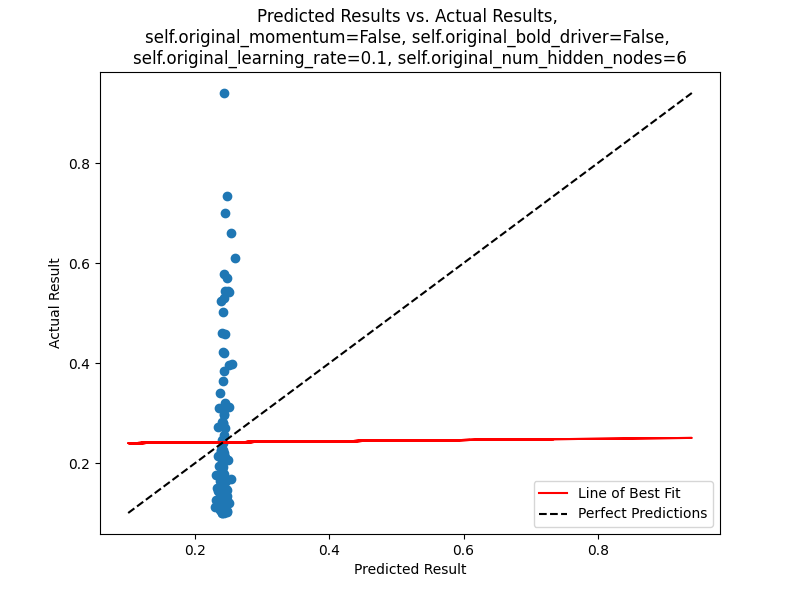 Predicted Results vs. Actual Results,
self.original_momentum=False, self.original_bold_driver=False,
self.original_learning_rate=0.1, self.original_num_hidden_nodes=6
Actual Result
0.8
0.6
0.4
0.2
Line of Best Fit
Perfect Predictions
0.2 0.4 0.6 0.8
Predicted Result